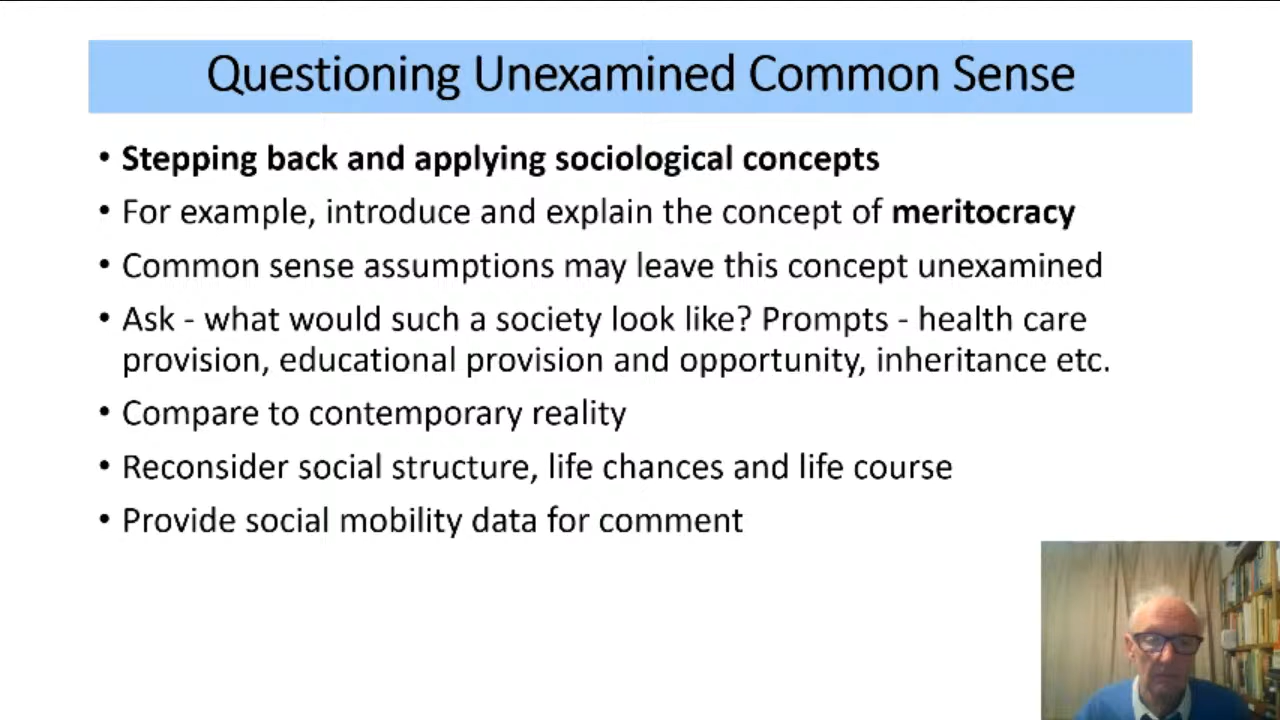 Questioning Unexamined Common Sense
• Stepping back and applying sociological concepts
• For example, introduce and explain the concept of meritocracy
• Common sense assumptions may leave this concept unexamined
• Ask - what would such a society look like? Prompts - health care
provision, educational provision and opportunity, inheritance etc.
• Compare to contemporary reality
• Reconsider social structure, life chances and life course
• Provide social mobility data for comment